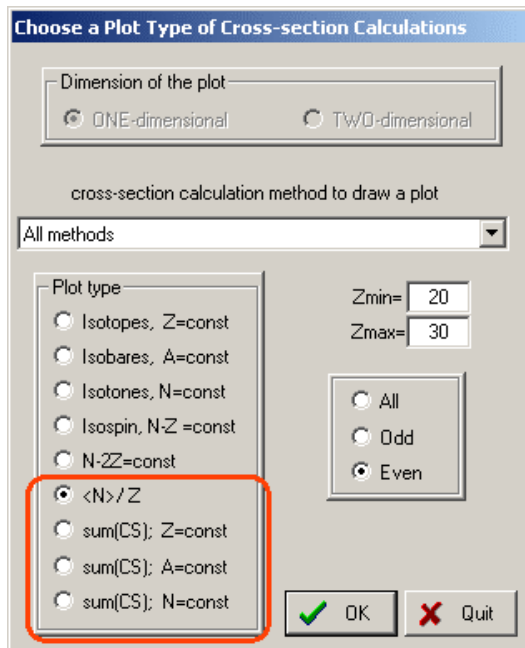 Choose a Plot Type of Cross-section Calculations
Dimension of the plot
ONE-dimensional TWO-dimensional
cross-section calculation method to draw a plot
All methods
Plot type
Isotopes, Z=const
Isobares, A=const
Isotones, N=const
Isospin, N-Z =const
N-2Z=const
<N>/ Z
sum(CS); Z=const
sum(CS); A=const
sum(CS); N=const
Zmin= 20
Zmax= 30
All
Odd
Even
OK Quit